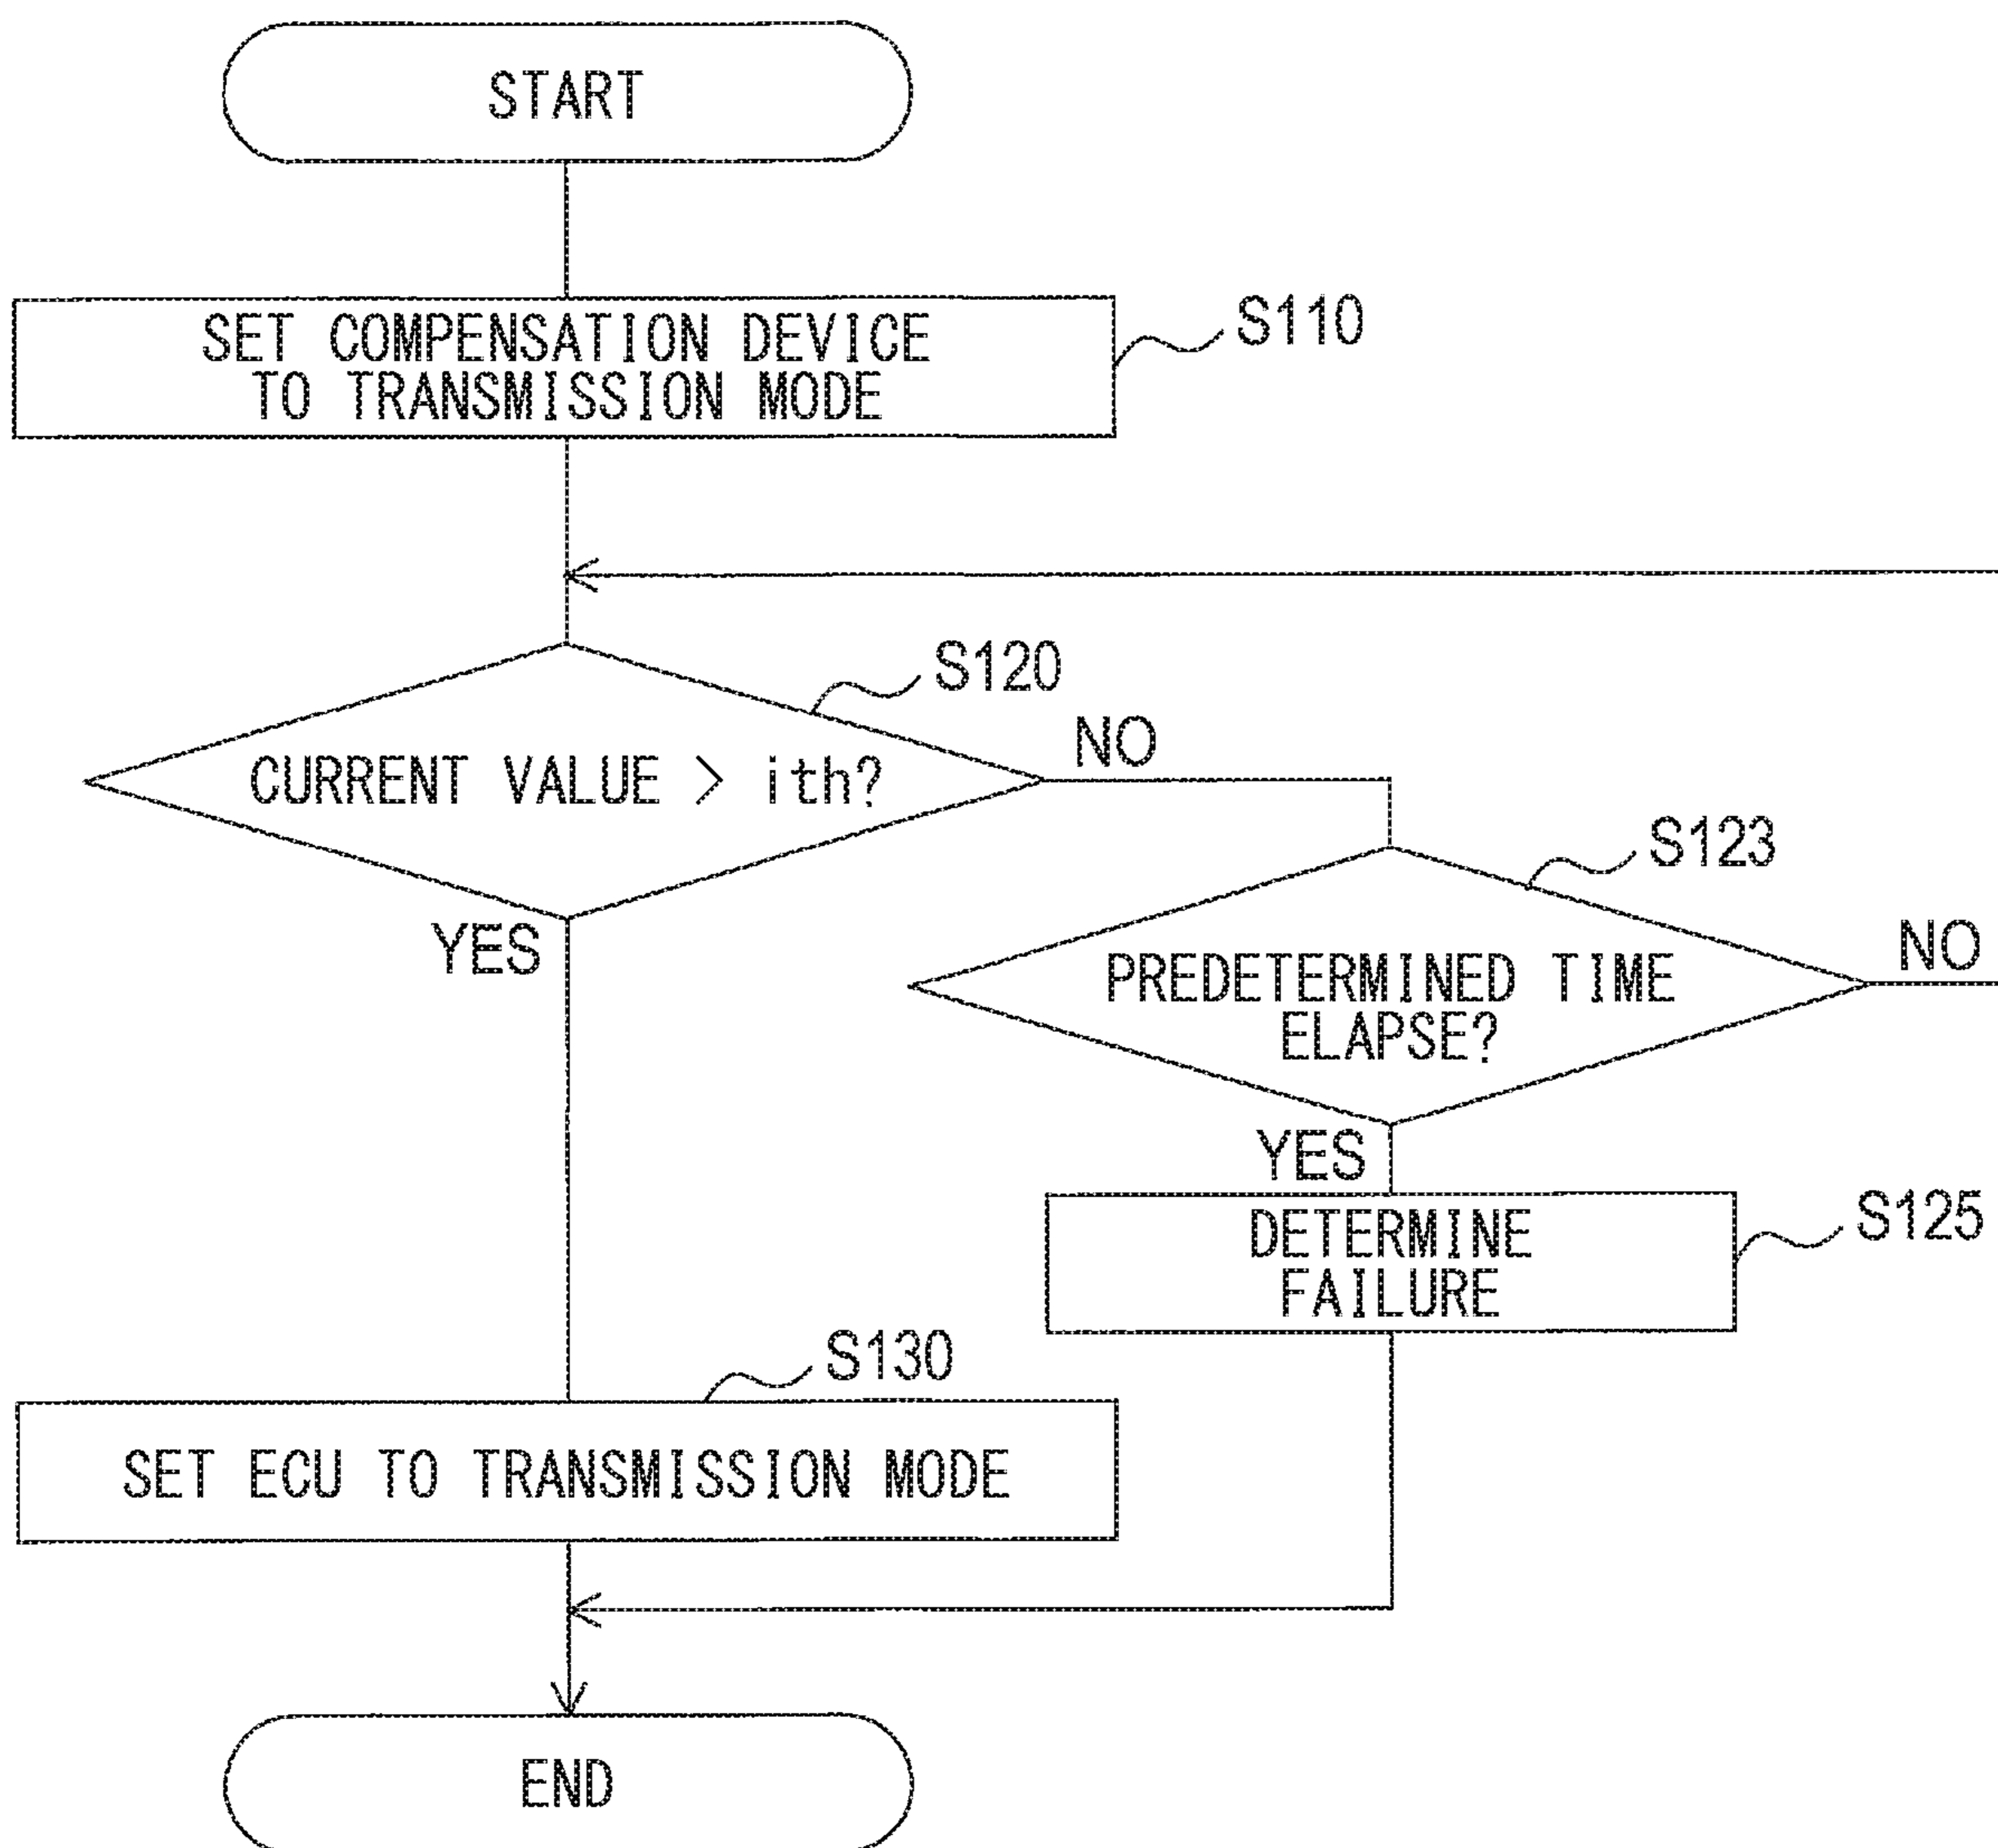 START
SET COMPENSATION DEVICE
TO TRANSMISSION MODE
S110
S120
CURRENT VALUE > ith?
NO
YES
S123
PREDETERMINED TIME
ELAPSE?
NO
YES
DETERMINE
FAILURE
S125
S130
SET ECU TO TRANSMISSION MODE
END